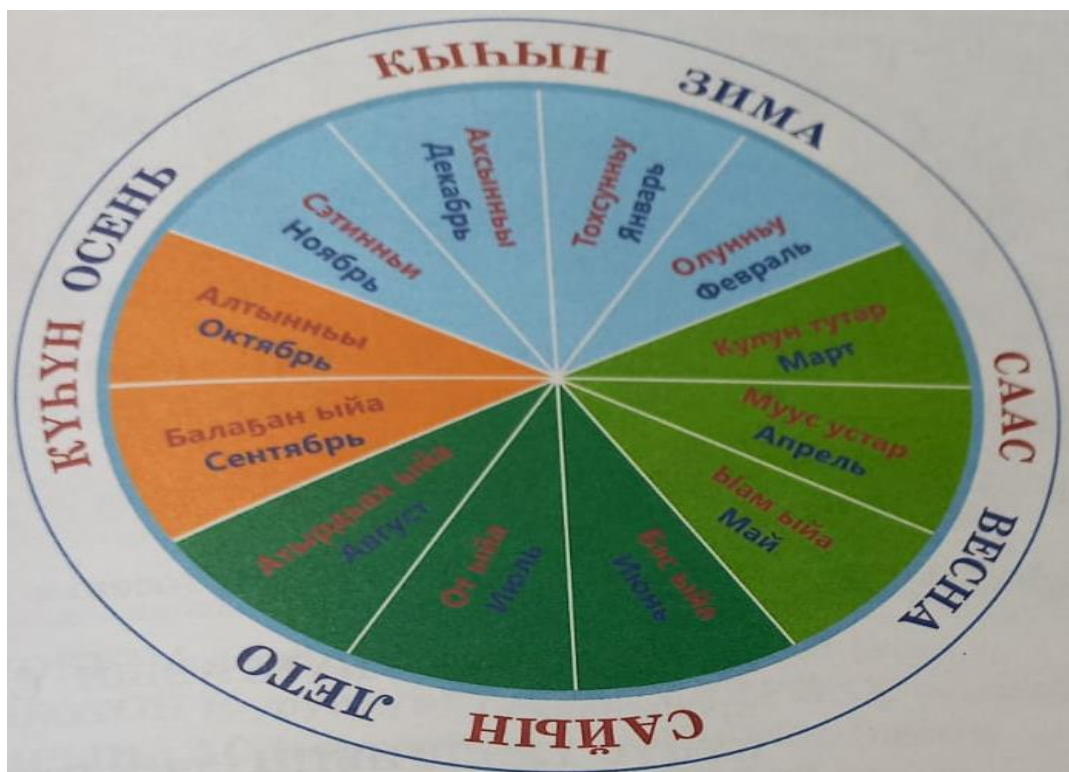 КЫҺЫН
ЗИМА
СААС
ВЕСНА
САЙЫН
ЛЕТО
КҮҺҮН
ОСЕНЬ
Тохсунньу
Январь
Олунньу
Февраль
Кулун тутар
Март
Муус устар
Апрель
Ыам ыйа
Май
Бэс ыйа
Июнь
От ыйа
Июль
Атырдьах ыйа
Август
Балаҕан ыйа
Сентябрь
Алтынньы
Октябрь
Сэтинньи
Ноябрь
Ахсынньы
Декабрь